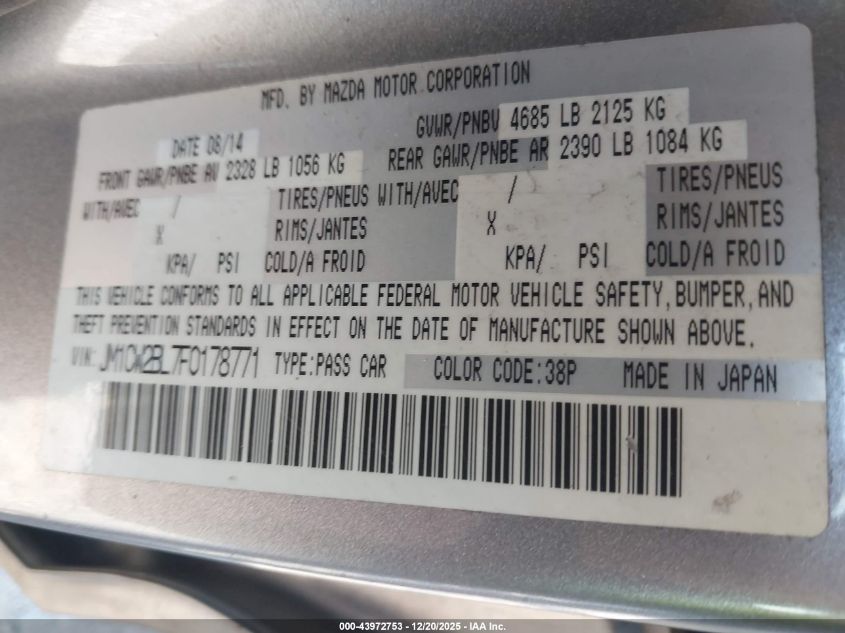 MFD. BY MAZDA MOTOR CORPORATION
DATE 08/14 GVWR/PNBV 4685 LB 2125 KG
FRONT GAWR/PNBE AV 2328 LB 1056 KG REAR GAWR/PNBE AR 2390 LB 1084 KG
WITH/AVEC / TIRES/PNEUS WITH/AVEC / TIRES/PNEUS
X RIMS/JANTES X RIMS/JANTES
KPA/ PSI COLD/A FROID KPA/ PSI COLD/A FROID
THIS VEHICLE CONFORMS TO ALL APPLICABLE FEDERAL MOTOR VEHICLE SAFETY, BUMPER, AND
THEFT PREVENTION STANDARDS IN EFFECT ON THE DATE OF MANUFACTURE SHOWN ABOVE.
VIN: JM1CW2BL7F0178771 TYPE:PASS CAR COLOR CODE:38P MADE IN JAPAN
000-43972753 - 12/20/2025 - IAA Inc.